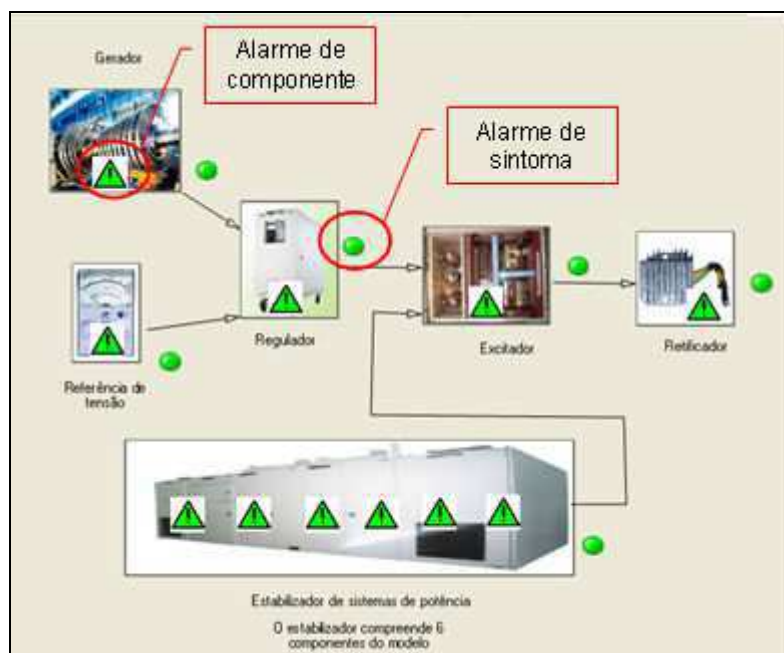 Gerador
Alarme de
componente
Alarme de
sintoma
Regulador
Excitador
Retificador
Referência de
tensão
Estabilizador de sistemas de potência
O estabilizador compreende 6
componentes do modelo